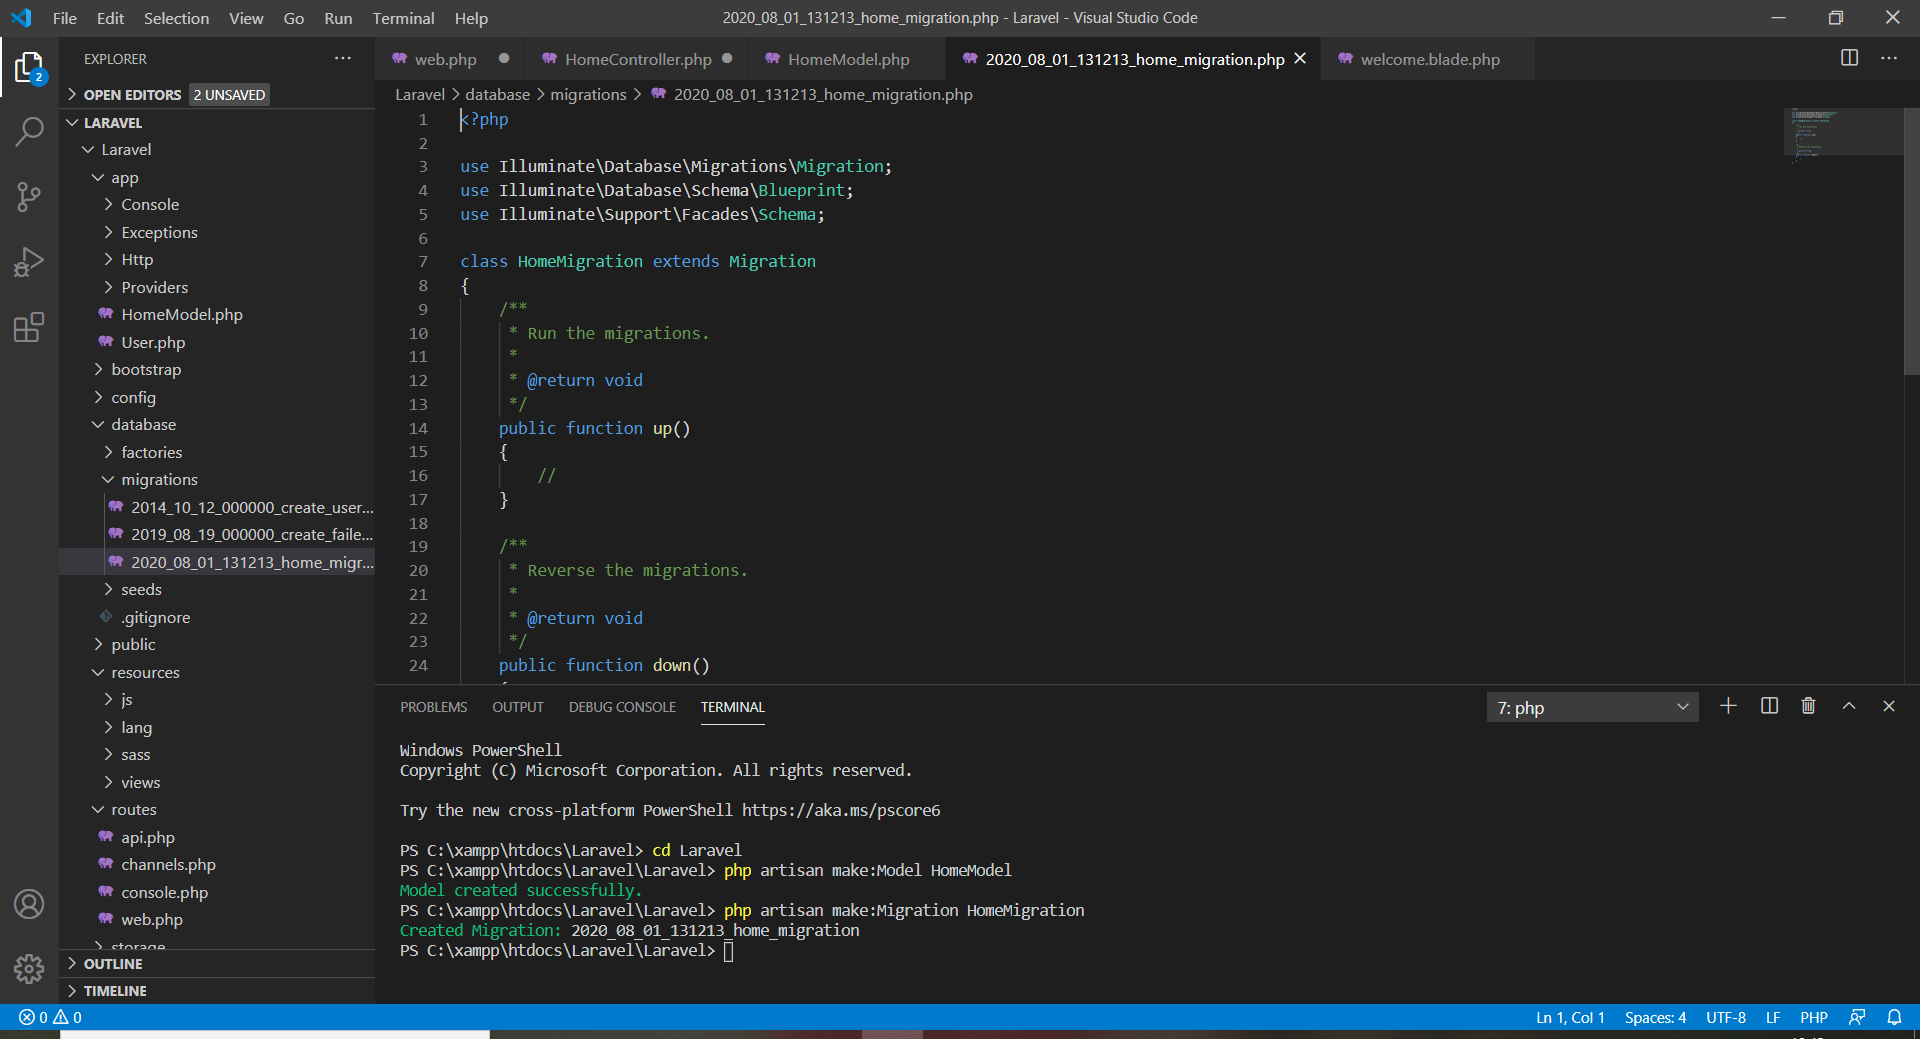 File Edit Selection View Go Run Terminal Help
2020_08_01_131213_home_migration.php - Laravel - Visual Studio Code
EXPLORER
2
OPEN EDITORS 2 UNSAVED
LARAVEL
Laravel
app
Console
Exceptions
Http
Providers
HomeModel.php
User.php
bootstrap
config
database
factories
migrations
2014_10_12_000000_create_user...
2019_08_19_000000_create_faile...
2020_08_01_131213_home_migr...
seeds
.gitignore
public
resources
js
lang
sass
views
routes
api.php
channels.php
console.php
web.php
storage
OUTLINE
TIMELINE
web.php HomeController.php HomeModel.php 2020_08_01_131213_home_migration.php welcome.blade.php
Laravel > database > migrations > 2020_08_01_131213_home_migration.php
1 <?php
2
3 use Illuminate\Database\Migrations\Migration;
4 use Illuminate\Database\Schema\Blueprint;
5 use Illuminate\Support\Facades\Schema;
6
7 class HomeMigration extends Migration
8 {
9 /**
10 * Run the migrations.
11 *
12 * @return void
13 */
14 public function up()
15 {
16 //
17 }
18
19 /**
20 * Reverse the migrations.
21 *
22 * @return void
23 */
24 public function down()
PROBLEMS OUTPUT DEBUG CONSOLE TERMINAL
7: php
Windows PowerShell
Copyright (C) Microsoft Corporation. All rights reserved.
Try the new cross-platform PowerShell https://aka.ms/pscore6
PS C:\xampp\htdocs\Laravel> cd Laravel
PS C:\xampp\htdocs\Laravel\Laravel> php artisan make:Model HomeModel
Model created successfully.
PS C:\xampp\htdocs\Laravel\Laravel> php artisan make:Migration HomeMigration
Created Migration: 2020_08_01_131213_home_migration
PS C:\xampp\htdocs\Laravel\Laravel>
0 0
Ln 1, Col 1 Spaces: 4 UTF-8 LF PHP